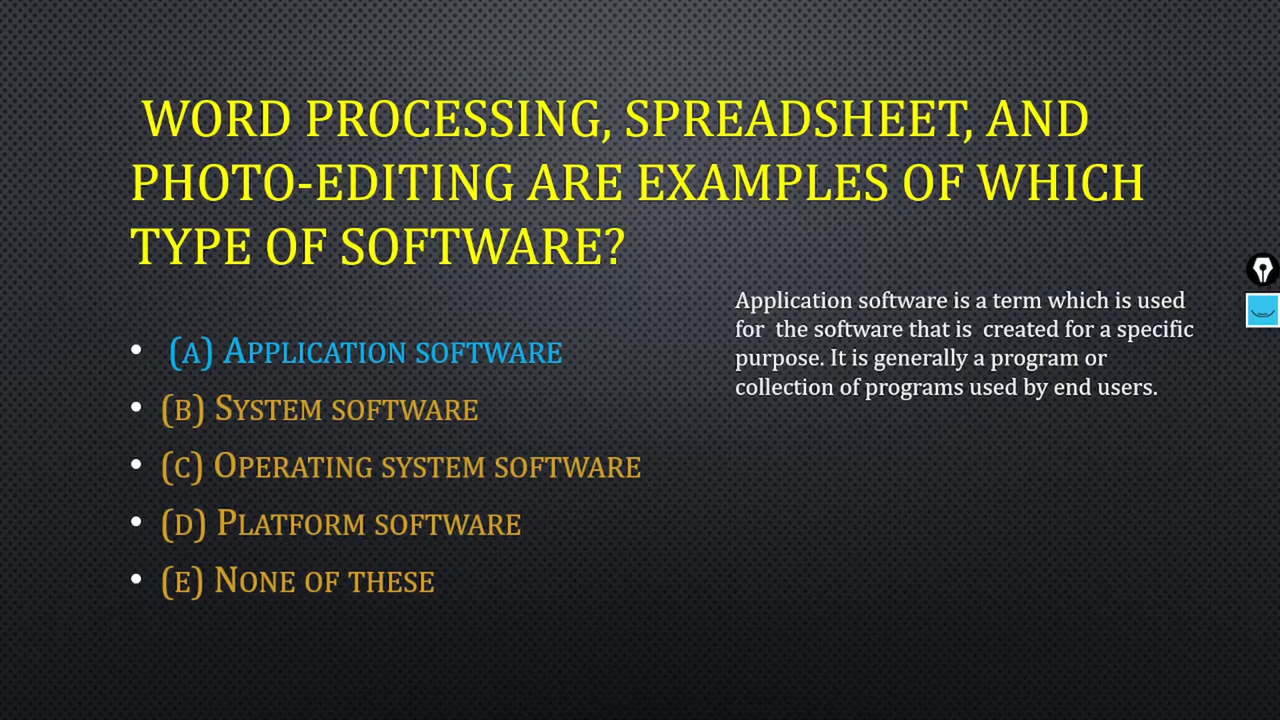 WORD PROCESSING, SPREADSHEET, AND
PHOTO-EDITING ARE EXAMPLES OF WHICH
TYPE OF SOFTWARE?
• (A) APPLICATION SOFTWARE
• (B) SYSTEM SOFTWARE
• (C) OPERATING SYSTEM SOFTWARE
• (D) PLATFORM SOFTWARE
• (E) NONE OF THESE
Application software is a term which is used
for the software that is created for a specific
purpose. It is generally a program or
collection of programs used by end users.